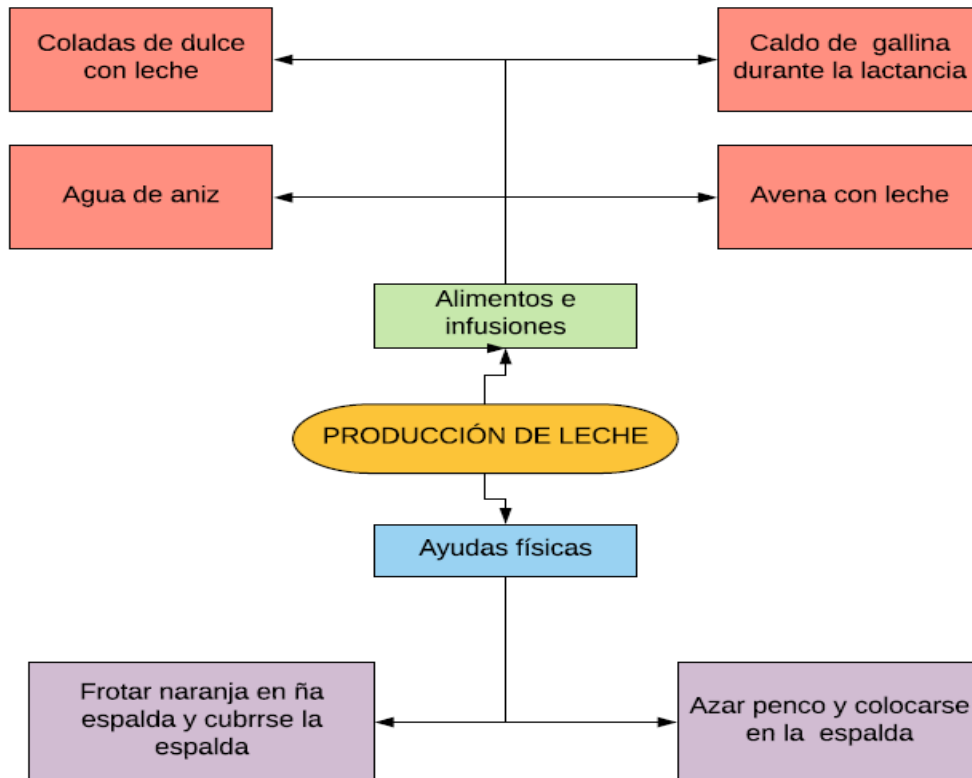 Coladas de dulce
con leche
Caldo de gallina
durante la lactancia
Agua de aniz
Avena con leche
Alimentos e
infusiones
PRODUCCIÓN DE LECHE
Ayudas físicas
Frotar naranja en ña
espalda y cubrrse la
espalda
Azar penco y colocarse
en la espalda